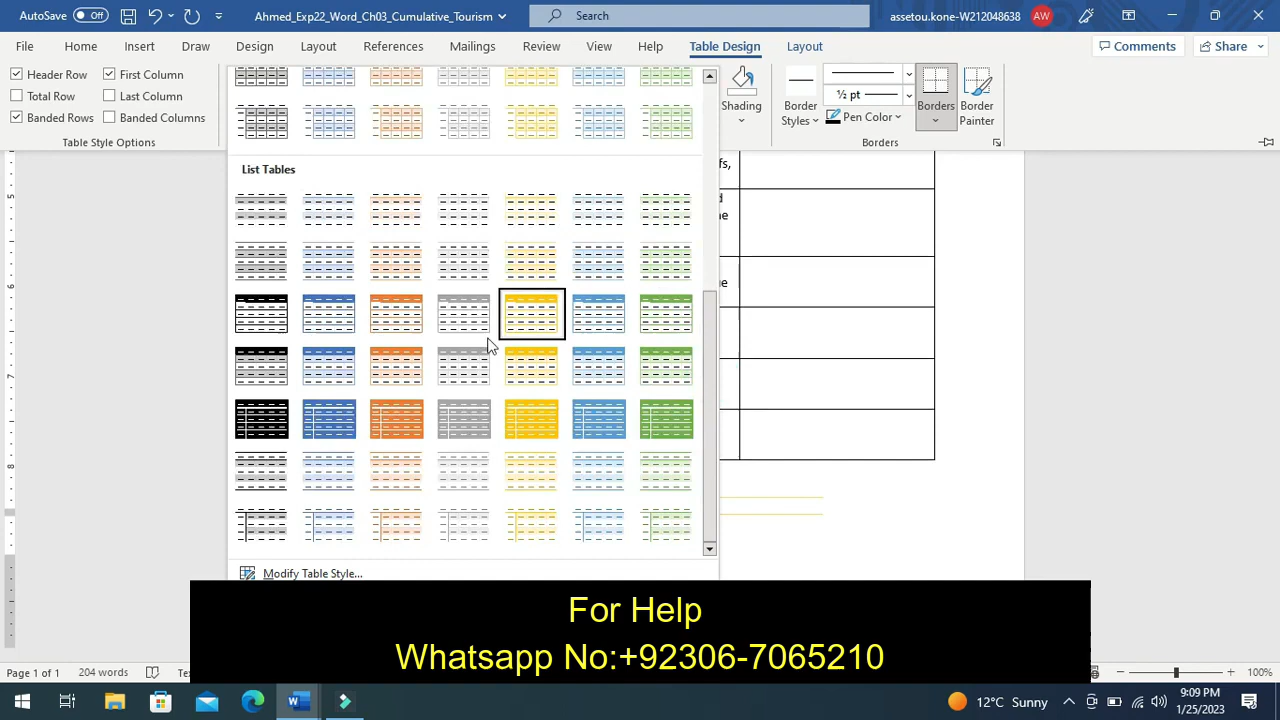 AutoSave Off Ahmed_Exp22_Word_Ch03_Cumulative_Tourism Search assetou.kone-W212048638 AW
File Home Insert Draw Design Layout References Mailings Review View Help Table Design Layout Comments Share
Header Row First Column
Total Row Last Column
Banded Rows Banded Columns
Table Style Options
Shading
Border Styles
½ pt
Pen Color
Borders
Border Painter
Borders
List Tables
fs,
d
ne
ue
Modify Table Style...
For Help
Whatsapp No:+92306-7065210
Page 1 of 1 204 words 100%
12°C Sunny 9:09 PM
1/25/2023